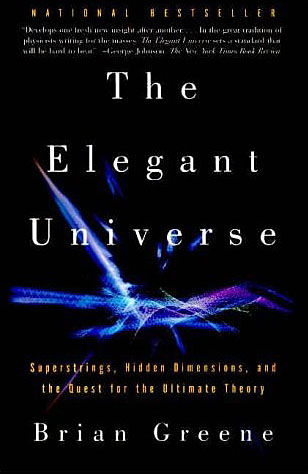 NATIONAL BESTSELLER
"Develops one fresh new insight after another . . . In the great tradition of
physicists writing for the masses, The Elegant Universe sets a standard that
will be hard to beat." —George Johnson, The New York Times Book Review
The
Elegant
Universe
Superstrings, Hidden Dimensions, and
the Quest for the Ultimate Theory
Brian Greene